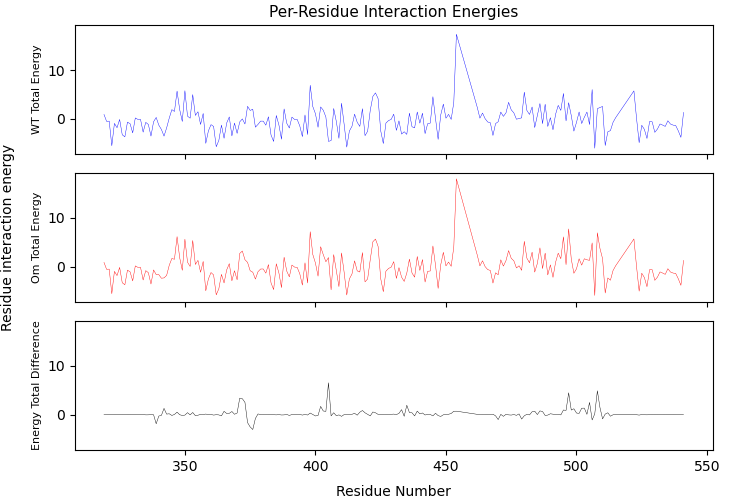 Per-Residue Interaction Energies
Residue interaction energy
WT Total Energy
10
0
Om Total Energy
10
0
Energy Total Difference
10
0
350
400
450
500
550
Residue Number